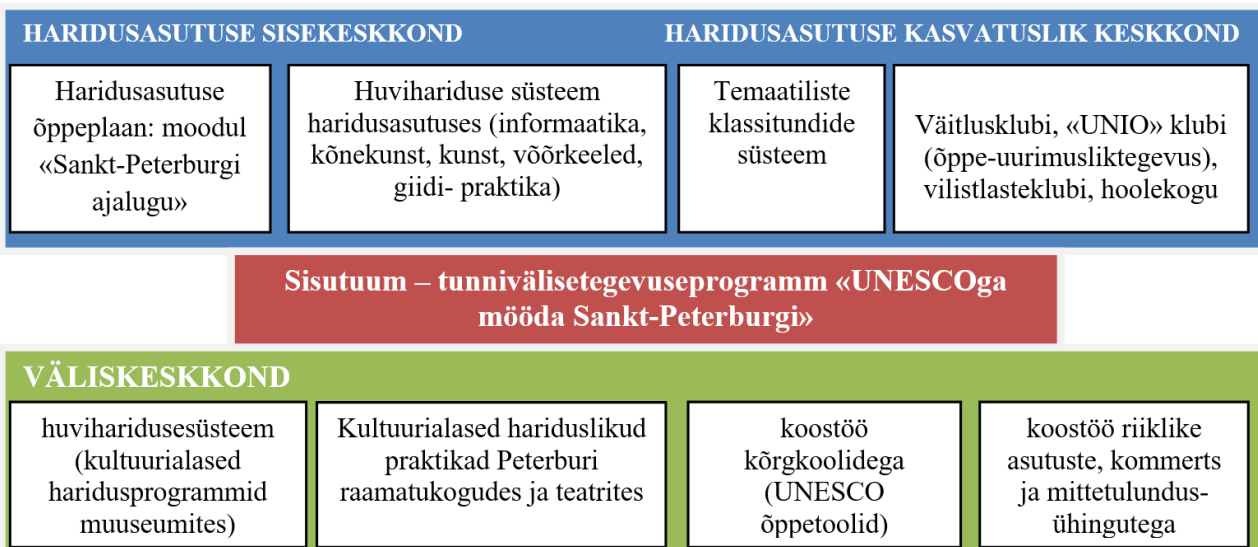 HARIDUSASUTUSE SISEKESKKOND
HARIDUSASUTUSE KASVATUSLIK KESKKOND
Haridusasutuse
õppeplaan: moodul
«Sankt-Peterburgi
ajalugu»
Huvihariduse süsteem
haridusasutuses (informaatika,
kõnekunst, kunst, võõrkeeled,
giidi- praktika)
Temaatiliste
klassitundide
süsteem
Väitlusklubi, «UNIO» klubi
(õppe-uurimusliktegevus),
vilistlasteklubi, hoolekogu
Sisutuum – tunnivälisetegevuseprogramm «UNESCOga
mööda Sankt-Peterburgi»
VÄLISKESKKOND
huviharidusesüsteem
(kultuurialased
haridusprogrammid
muuseumites)
Kultuurialased hariduslikud
praktikad Peterburi
raamatukogudes ja teatrites
koostöö
kõrgkoolidega
(UNESCO
õppetoolid)
koostöö riiklike
asutuste, kommerts
ja mittetulundus-
ühingutega